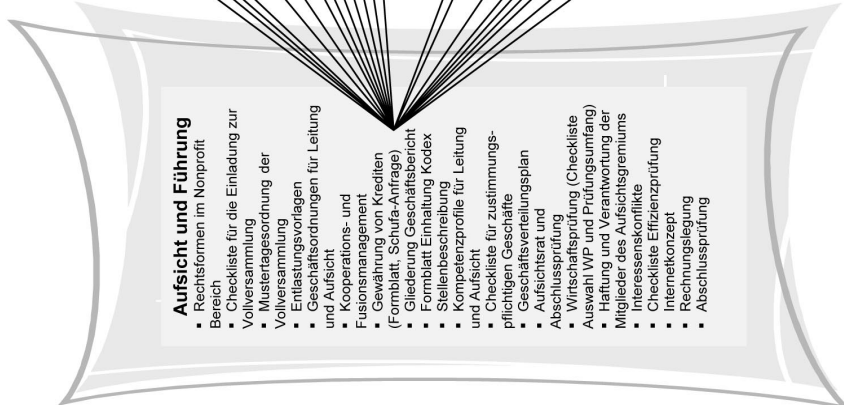 Aufsicht und Führung
▪ Rechtsformen im Nonprofit
Bereich
▪ Checkliste für die Einladung zur
Vollversammlung
▪ Mustertagesordnung der
Vollversammlung
▪ Entlastungsvorlagen
▪ Geschäftsordnungen für Leitung
und Aufsicht
▪ Kooperations- und
Fusionsmanagement
▪ Gewährung von Krediten
(Formblatt, Schufa-Anfrage)
▪ Gliederung Geschäftsbericht
▪ Formblatt Einhaltung Kodex
▪ Stellenbeschreibung
▪ Kompetenzprofile für Leitung
und Aufsicht
▪ Checkliste für zustimmungs-
pflichtigen Geschäfte
▪ Geschäftsverteilungsplan
▪ Aufsichtsrat und
Abschlussprüfung
▪ Wirtschaftsprüfung (Checkliste
Auswahl WP und Prüfungsumfang)
▪ Haftung und Verantwortung der
Mitglieder des Aufsichtsgremiums
▪ Interessenskonflikte
▪ Checkliste Effizienzprüfung
▪ Internetkonzept
▪ Rechnungslegung
▪ Abschlussprüfung